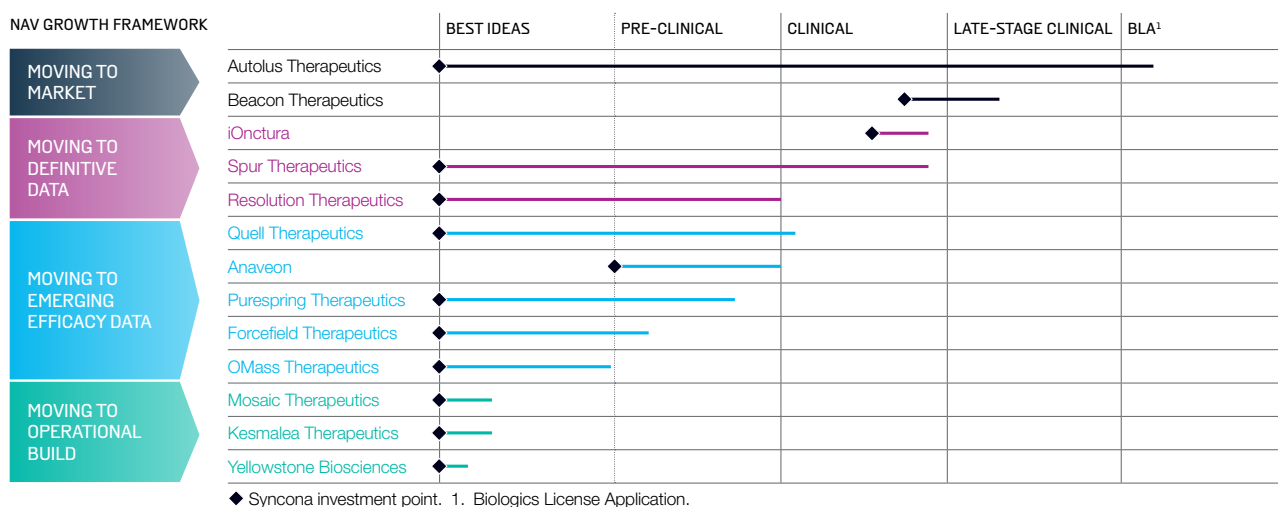 NAV GROWTH FRAMEWORK
BEST IDEAS
PRE-CLINICAL
CLINICAL
LATE-STAGE CLINICAL
BLA¹
MOVING TO
MARKET
Autolus Therapeutics
Beacon Therapeutics
MOVING TO
DEFINITIVE
DATA
iOnctura
Spur Therapeutics
Resolution Therapeutics
MOVING TO
EMERGING
EFFICACY DATA
Quell Therapeutics
Anaveon
Purespring Therapeutics
Forcefield Therapeutics
OMass Therapeutics
MOVING TO
OPERATIONAL
BUILD
Mosaic Therapeutics
Kesmalea Therapeutics
Yellowstone Biosciences
◆ Syncona investment point. 1. Biologics License Application.